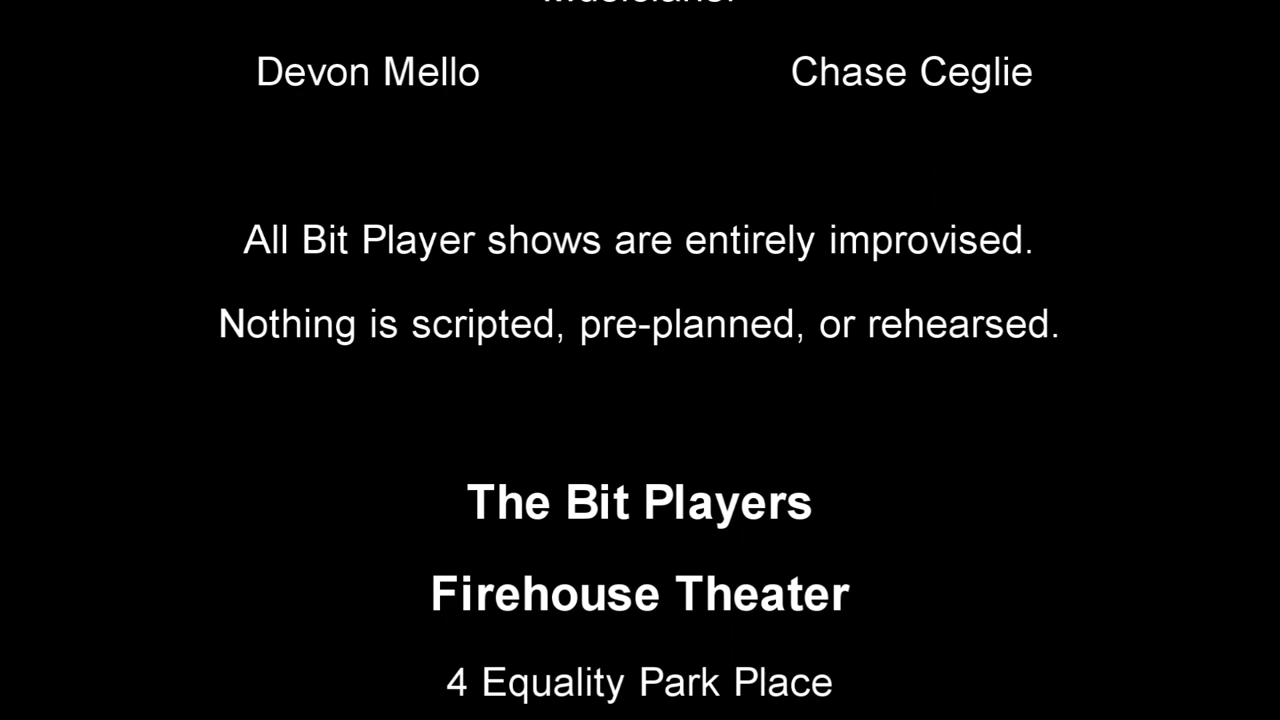 Musicians:
Devon Mello Chase Ceglie
All Bit Player shows are entirely improvised.
Nothing is scripted, pre-planned, or rehearsed.
The Bit Players
Firehouse Theater
4 Equality Park Place